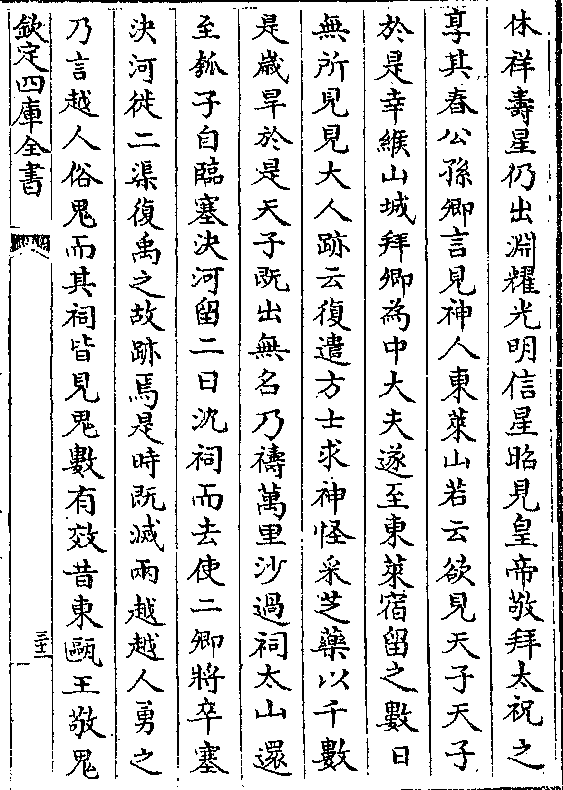 休祥壽星仍出淵耀光明信星昭見皇帝敬拜太祝之
享其春公孫卿言見神人東萊山若云欲見天子天子
於是幸緱山城拜卿為中大夫遂至東萊宿留之數日
無所見見大人跡云復遣方士求神怪采芝藥以千數
是歲旱於是天子既出無名乃禱萬里沙過祠太山還
至瓠子自臨塞決河留二日沈祠而去使二卿將卒塞
決河徙二渠復禹之故跡焉是時既滅兩越越人勇之
乃言越人俗鬼而其祠皆見鬼數有效昔東甌王敬鬼
欽定四庫全書
三十二